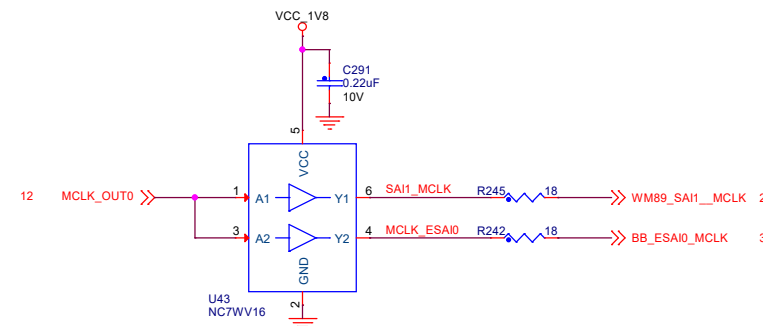 VCC_1V8
C291
0.22uF
10V
5
VCC
12 MCLK_OUT0 1 A1 Y1 6 SAI1_MCLK R245 18 WM89_SAI1__MCLK 2
3 A2 Y2 4 MCLK_ESAI0 R242 18 BB_ESAI0_MCLK
GND
U43
NC7WV16
2